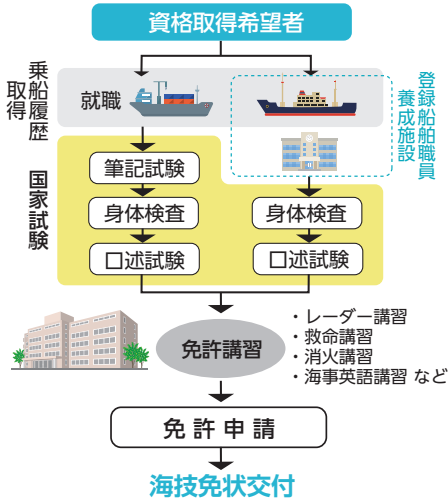 資格取得希望者
乗船履歴
取得
就職
登録船舶職員
養成施設
国家試験
筆記試験
身体検査
口述試験
身体検査
口述試験
免許講習
・レーダー講習
・救命講習
・消火講習
・海事英語講習 など
免許申請
海技免状交付